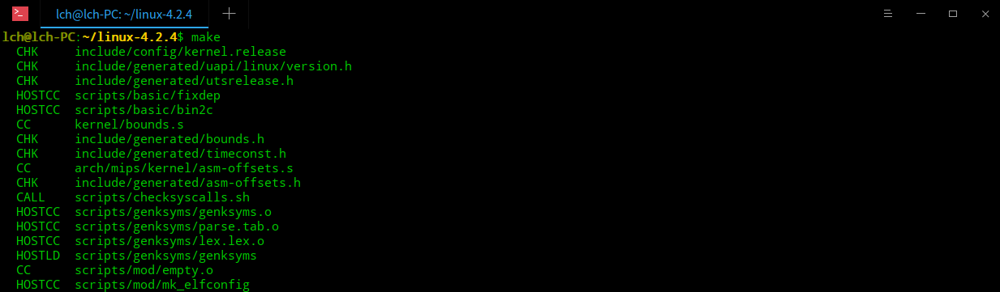 lch@lch-PC: ~/linux-4.2.4
lch@lch-PC:~/linux-4.2.4$ make
CHK     include/config/kernel.release
CHK     include/generated/uapi/linux/version.h
CHK     include/generated/utsrelease.h
HOSTCC  scripts/basic/fixdep
HOSTCC  scripts/basic/bin2c
CC      kernel/bounds.s
CHK     include/generated/bounds.h
CHK     include/generated/timeconst.h
CC      arch/mips/kernel/asm-offsets.s
CHK     include/generated/asm-offsets.h
CALL    scripts/checksyscalls.sh
HOSTCC  scripts/genksyms/genksyms.o
HOSTCC  scripts/genksyms/parse.tab.o
HOSTCC  scripts/genksyms/lex.lex.o
HOSTLD  scripts/genksyms/genksyms
CC      scripts/mod/empty.o
HOSTCC  scripts/mod/mk_elfconfig